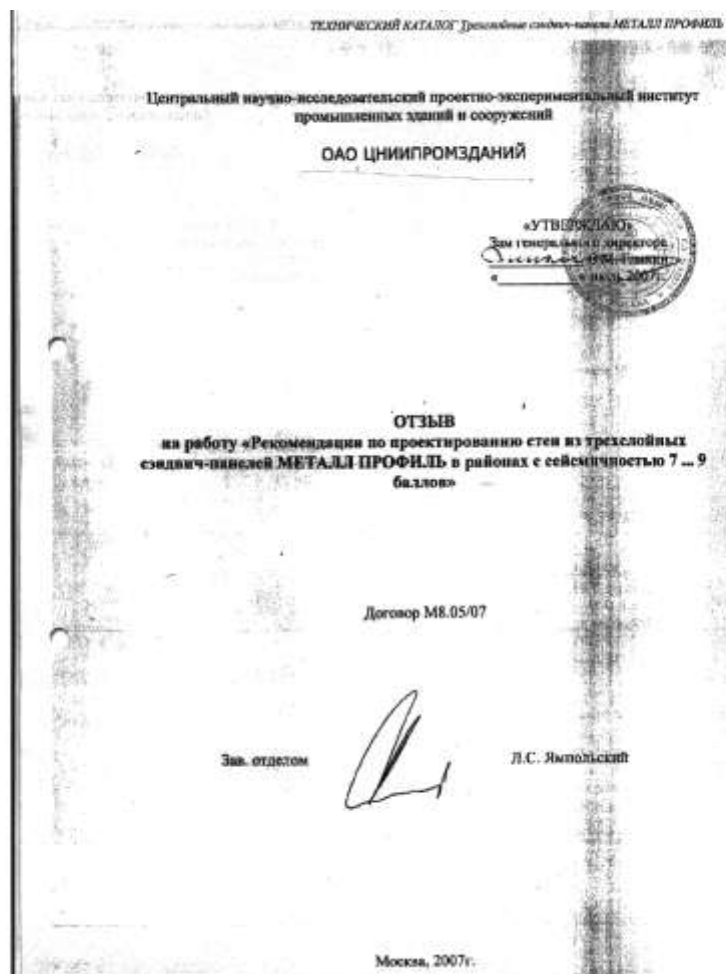 ТЕХНИЧЕСКИЙ КАТАЛОГ Трехслойные сэндвич-панели МЕТАЛЛ ПРОФИЛЬ
Центральный научно-исследовательский проектно-экспериментальный институт
промышленных зданий и сооружений
ОАО ЦНИИПРОМЗДАНИЙ
«УТВЕРЖДАЮ»
Зам генерального директора
2007г.
ОТЗЫВ
на работу «Рекомендации по проектированию стен из трехслойных
сэндвич-панелей МЕТАЛЛ ПРОФИЛЬ в районах с сейсмичностью 7 ... 9
баллов»
Договор М8.05/07
Зав. отделом
Л.С. Ямпольский
Москва, 2007г.